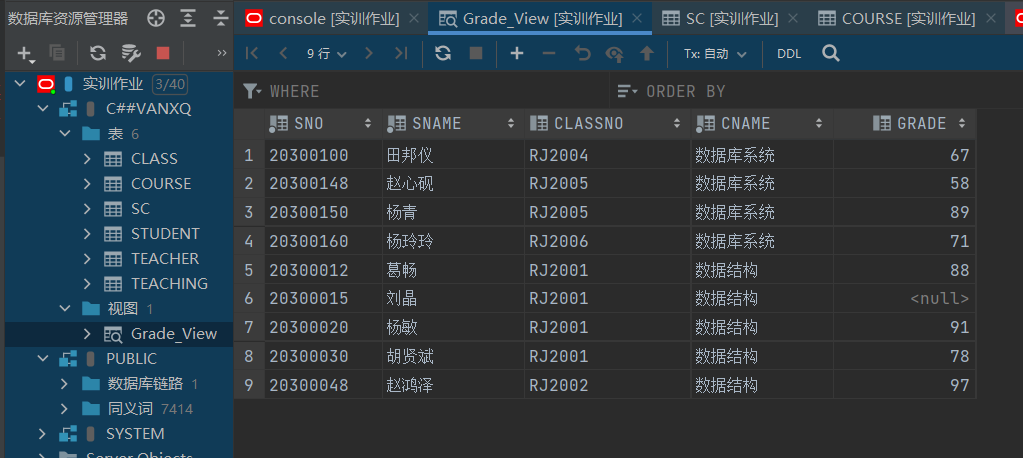 数据库资源管理器
console [实训作业]
Grade_View [实训作业]
SC [实训作业]
COURSE [实训作业]
9 行
Tx: 自动
DDL
实训作业 3/40
C##VANXQ
表 6
CLASS
COURSE
SC
STUDENT
TEACHER
TEACHING
视图 1
Grade_View
PUBLIC
数据库链路 1
同义词 7414
SYSTEM
Server Objects
WHERE
ORDER BY
SNO SNAME CLASSNO CNAME GRADE
1 20300100 田邦仪 RJ2004 数据库系统 67
2 20300148 赵心砚 RJ2005 数据库系统 58
3 20300150 杨青 RJ2005 数据库系统 89
4 20300160 杨玲玲 RJ2006 数据库系统 71
5 20300012 葛畅 RJ2001 数据结构 88
6 20300015 刘晶 RJ2001 数据结构 <null>
7 20300020 杨敏 RJ2001 数据结构 91
8 20300030 胡贤斌 RJ2001 数据结构 78
9 20300048 赵鸿泽 RJ2002 数据结构 97